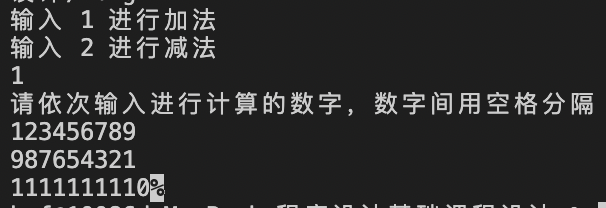 输入 1 进行加法
输入 2 进行减法
1
请依次输入进行计算的数字，数字间用空格分隔
123456789
987654321
1111111110%